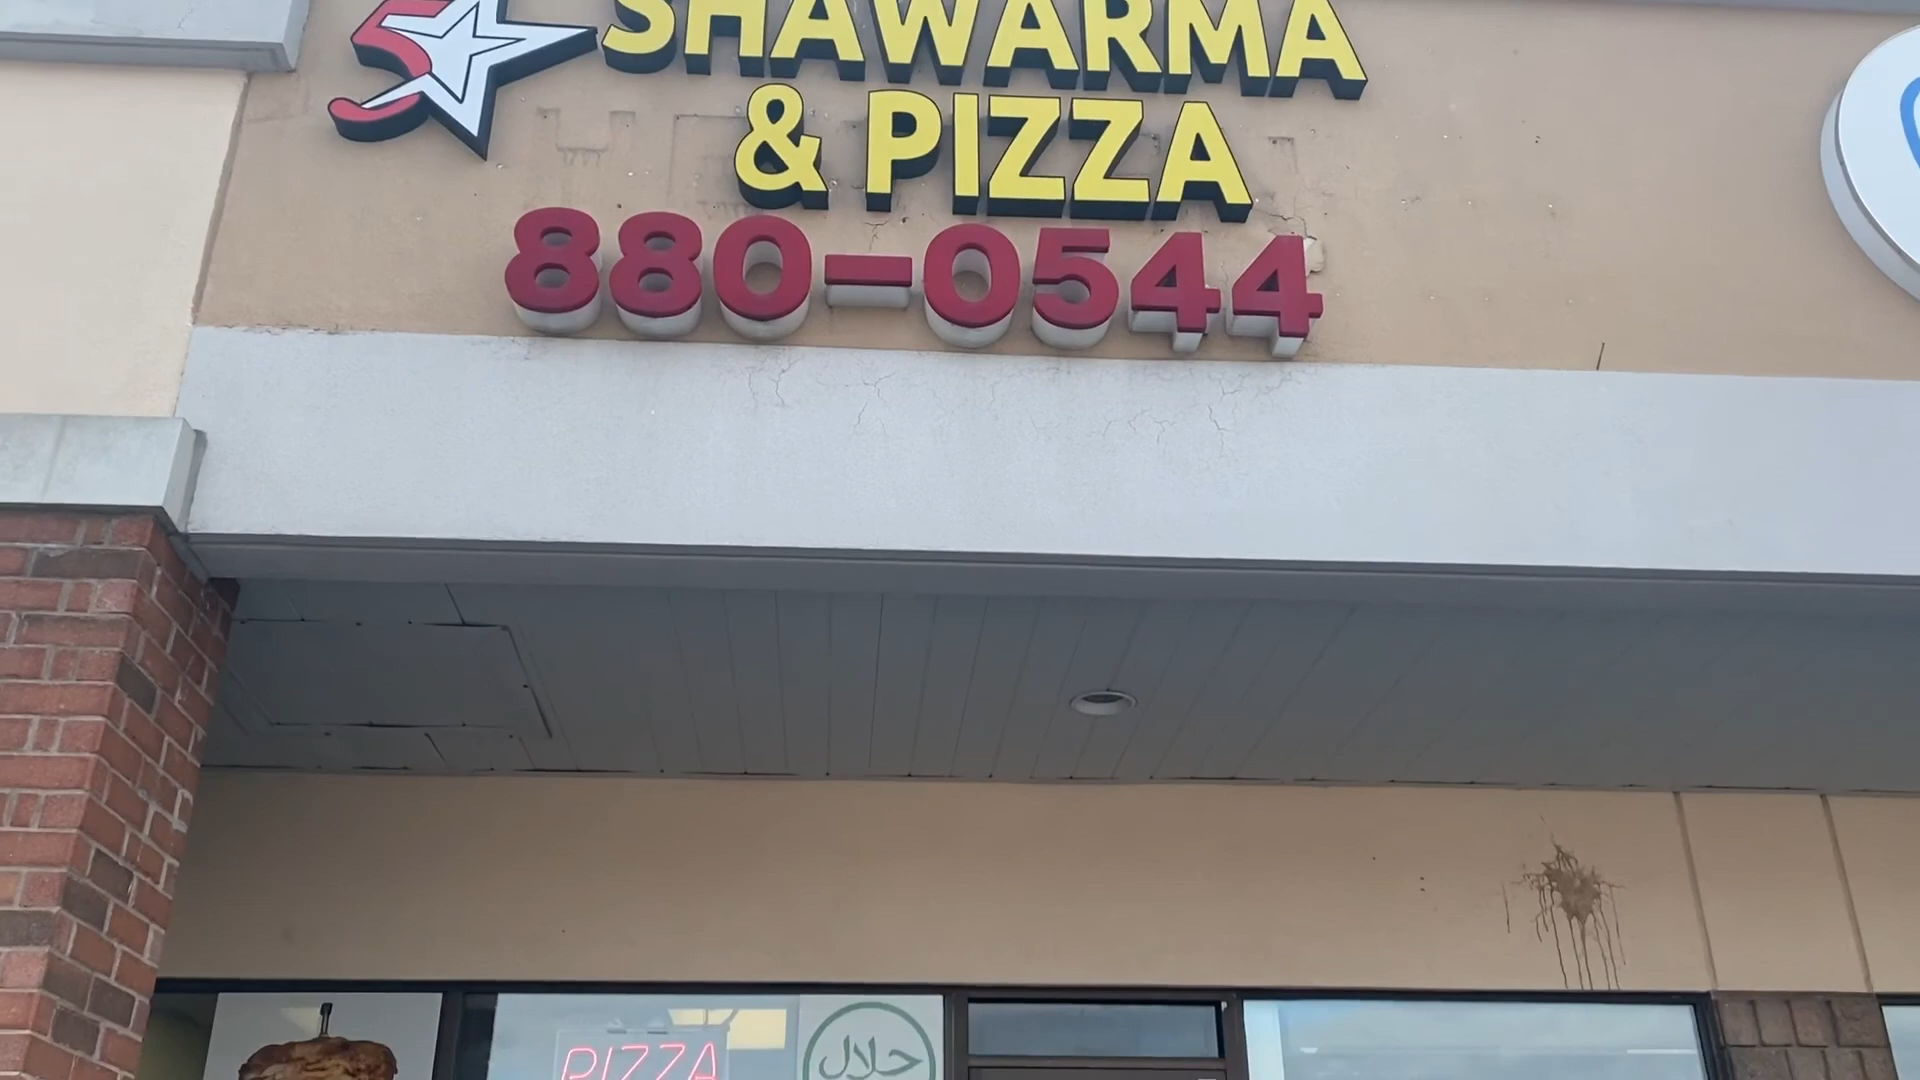 5 SHAWARMA
& PIZZA
880-0544
PIZZA
حلال